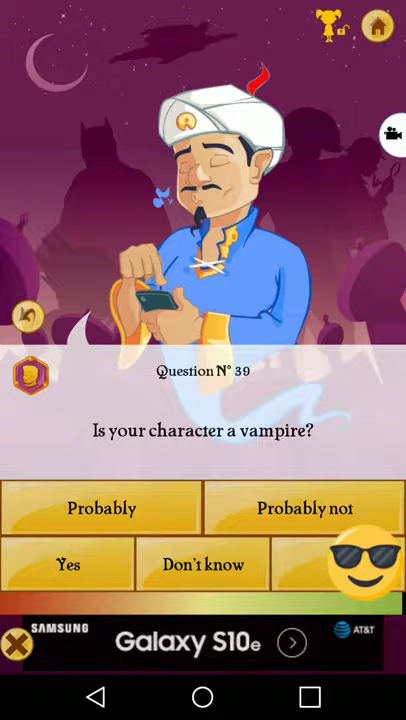 Question N° 39
Is your character a vampire?
Probably
Probably not
Yes
Don't know
SAMSUNG
Galaxy S10e
AT&T